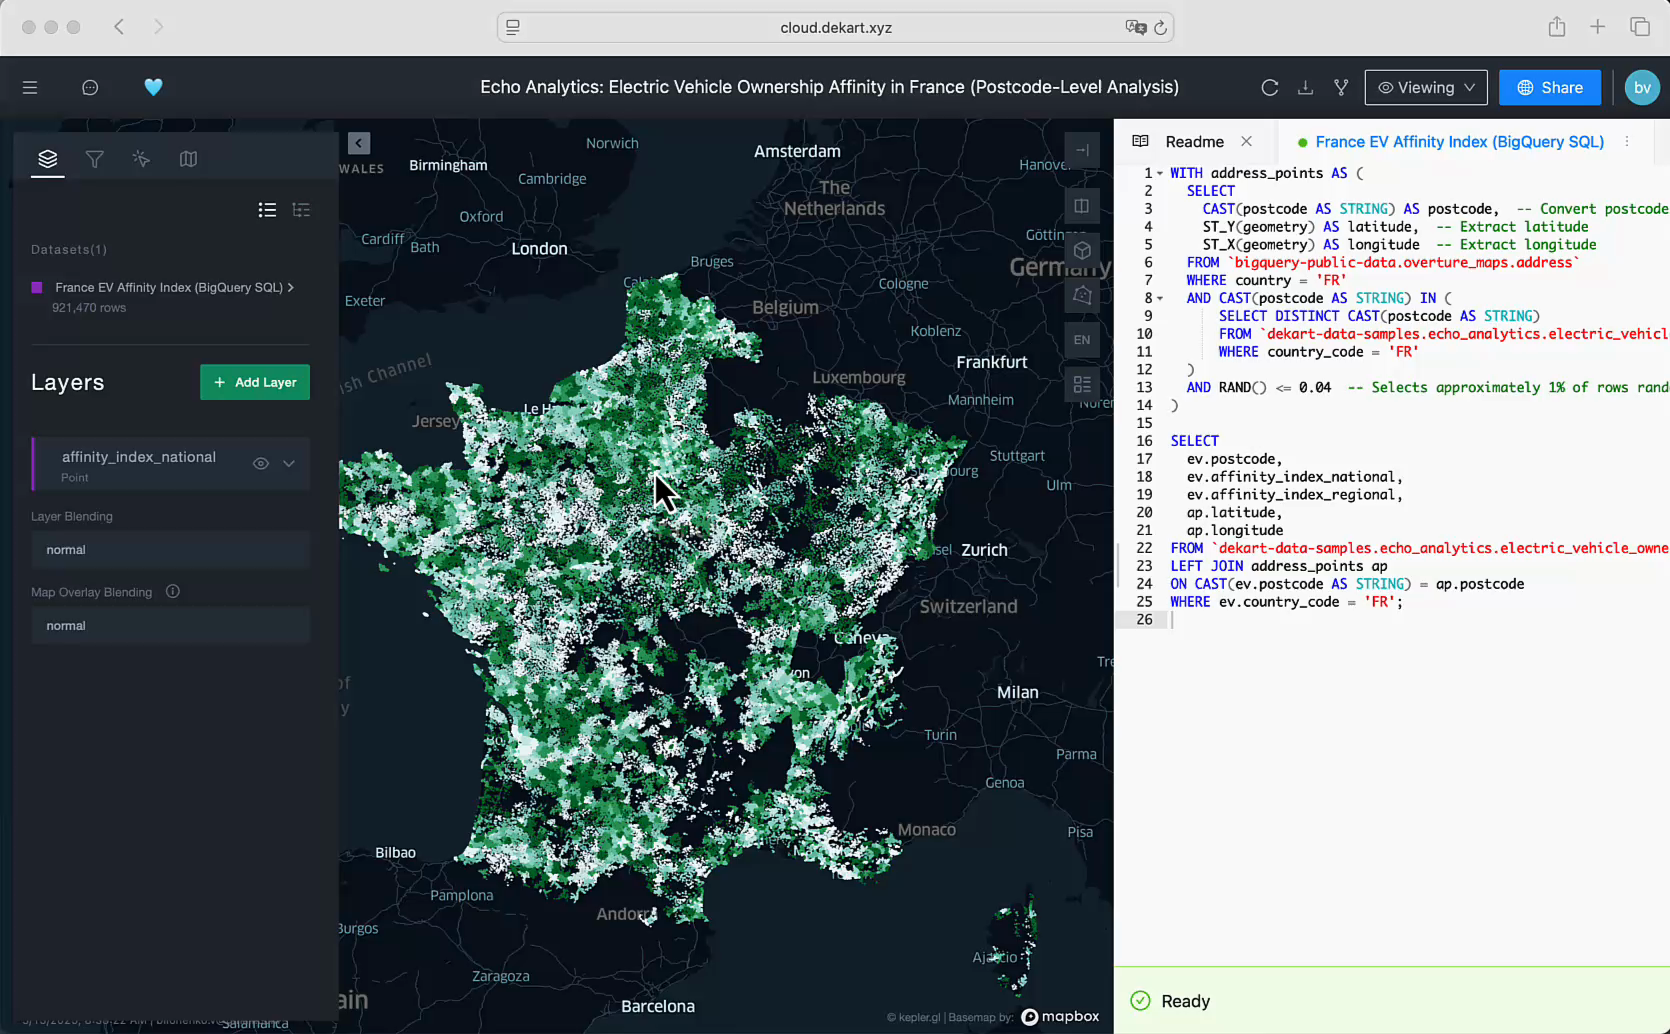 cloud.dekart.xyz
Echo Analytics: Electric Vehicle Ownership Affinity in France (Postcode-Level Analysis)
Viewing
Share
bv
Datasets(1)
France EV Affinity Index (BigQuery SQL)
921,470 rows
Layers
+ Add Layer
affinity_index_national
Point
Layer Blending
normal
Map Overlay Blending
normal
WALES
Birmingham
Norwich
Cambridge
Oxford
Cardiff
Bath
London
Exeter
Amsterdam
The
Netherlands
Hanover
Bruges
Belgium
Cologne
Germany
Koblenz
Frankfurt
EN
Luxembourg
Mannheim
Jersey
Stuttgart
Ulm
Zurich
Switzerland
Geneva
Milan
Turin
Parma
Genoa
Monaco
Pisa
Bilbao
Pamplona
Andorra
Burgos
Zaragoza
Barcelona
Salamanca
Ajaccio
© kepler.gl | Basemap by:
mapbox
Readme
France EV Affinity Index (BigQuery SQL)
1 WITH address_points AS (
2 SELECT
3 CAST(postcode AS STRING) AS postcode, -- Convert postcode
4 ST_Y(geometry) AS latitude, -- Extract latitude
5 ST_X(geometry) AS longitude -- Extract longitude
6 FROM `bigquery-public-data.overture_maps.address`
7 WHERE country = 'FR'
8 AND CAST(postcode AS STRING) IN (
9 SELECT DISTINCT CAST(postcode AS STRING)
10 FROM `dekart-data-samples.echo_analytics.electric_vehicl
11 WHERE country_code = 'FR'
12 )
13 AND RAND() <= 0.04 -- Selects approximately 1% of rows rand
14 )
15
16 SELECT
17 ev.postcode,
18 ev.affinity_index_national,
19 ev.affinity_index_regional,
20 ap.latitude,
21 ap.longitude
22 FROM `dekart-data-samples.echo_analytics.electric_vehicle_owne
23 LEFT JOIN address_points ap
24 ON CAST(ev.postcode AS STRING) = ap.postcode
25 WHERE ev.country_code = 'FR';
26
Ready